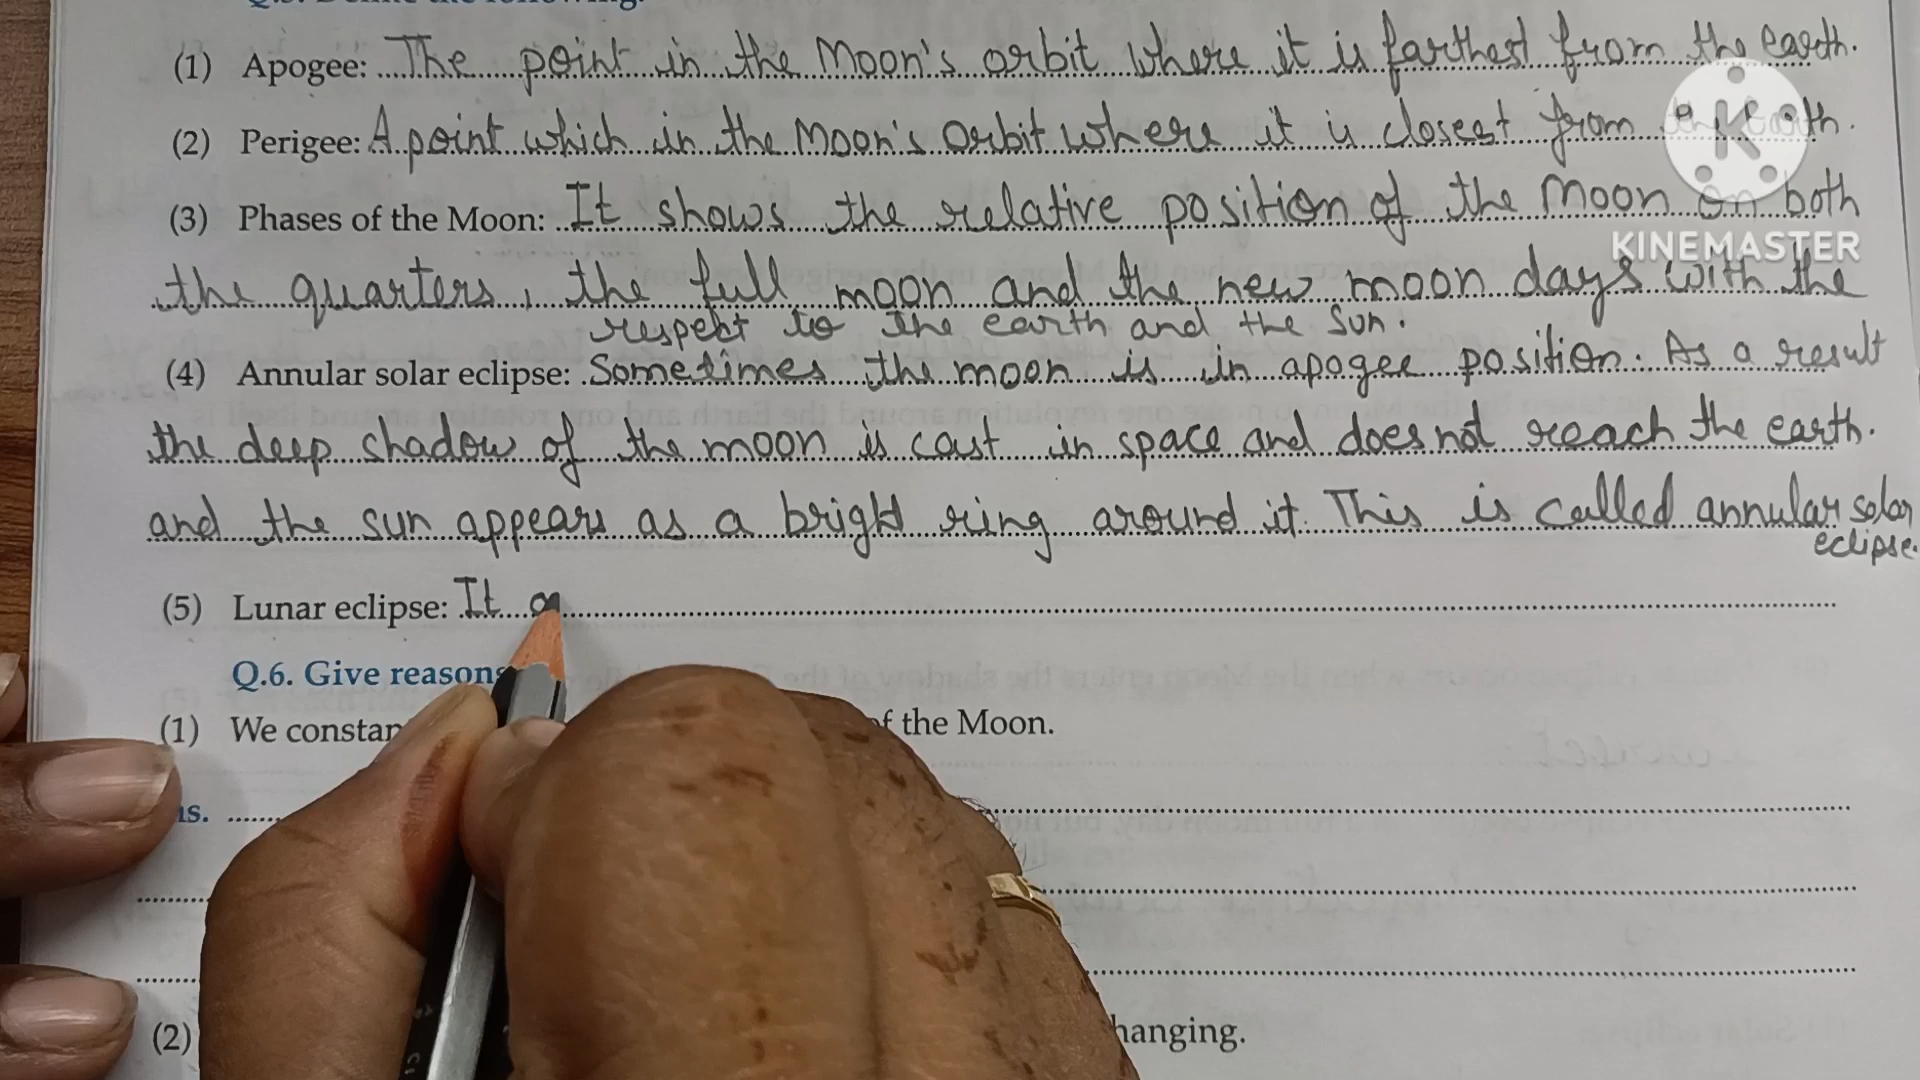 (1) Apogee: The point in the Moon's orbit where it is farthest from the earth.
(2) Perigee: A point which in the Moon's Orbit where it is closest from the Earth.
(3) Phases of the Moon: It shows the relative position of the Moon on both
KINEMASTER
the quarters, the full moon and the new moon days with the
respect to the earth and the Sun.
(4) Annular solar eclipse: Sometimes the moon is in apogee position. As a result
the deep shadow of the moon is cast in space and does not reach the earth.
and the sun appears as a bright ring around it. This is called annular solar
eclipse.
(5) Lunar eclipse: It
Q.6. Give reasons
(1) We of the Moon.
(2)